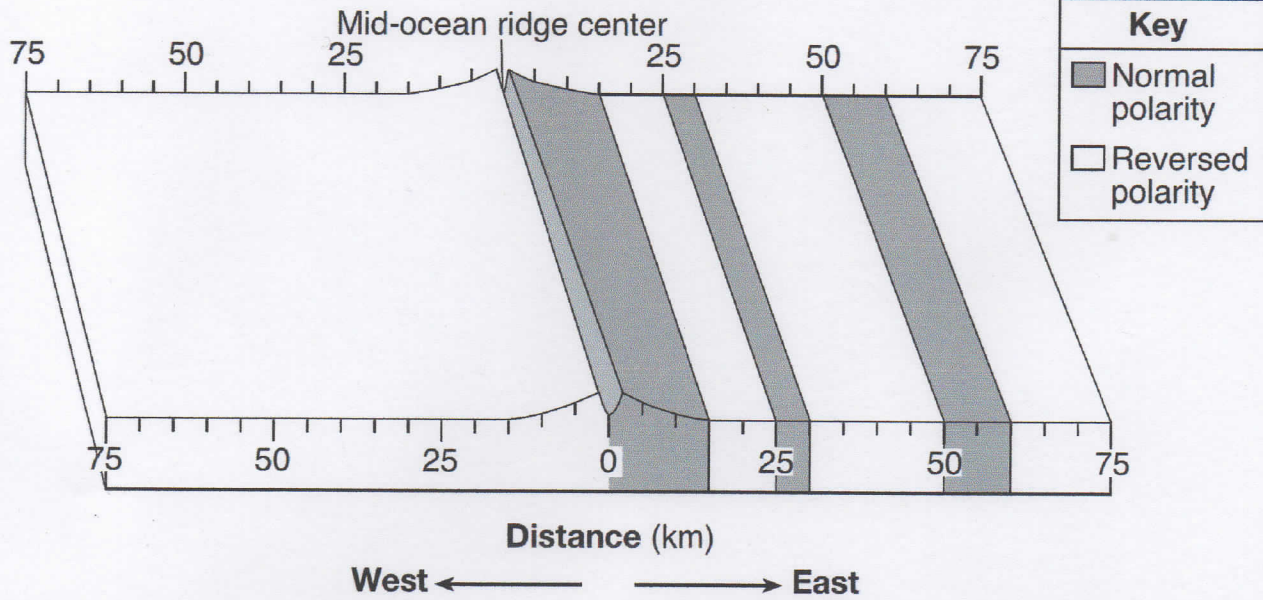 Mid-ocean ridge center
75 50 25 25 50 75
Key
Normal
polarity
Reversed
polarity
75 50 25 0 25 50 75
Distance (km)
West East